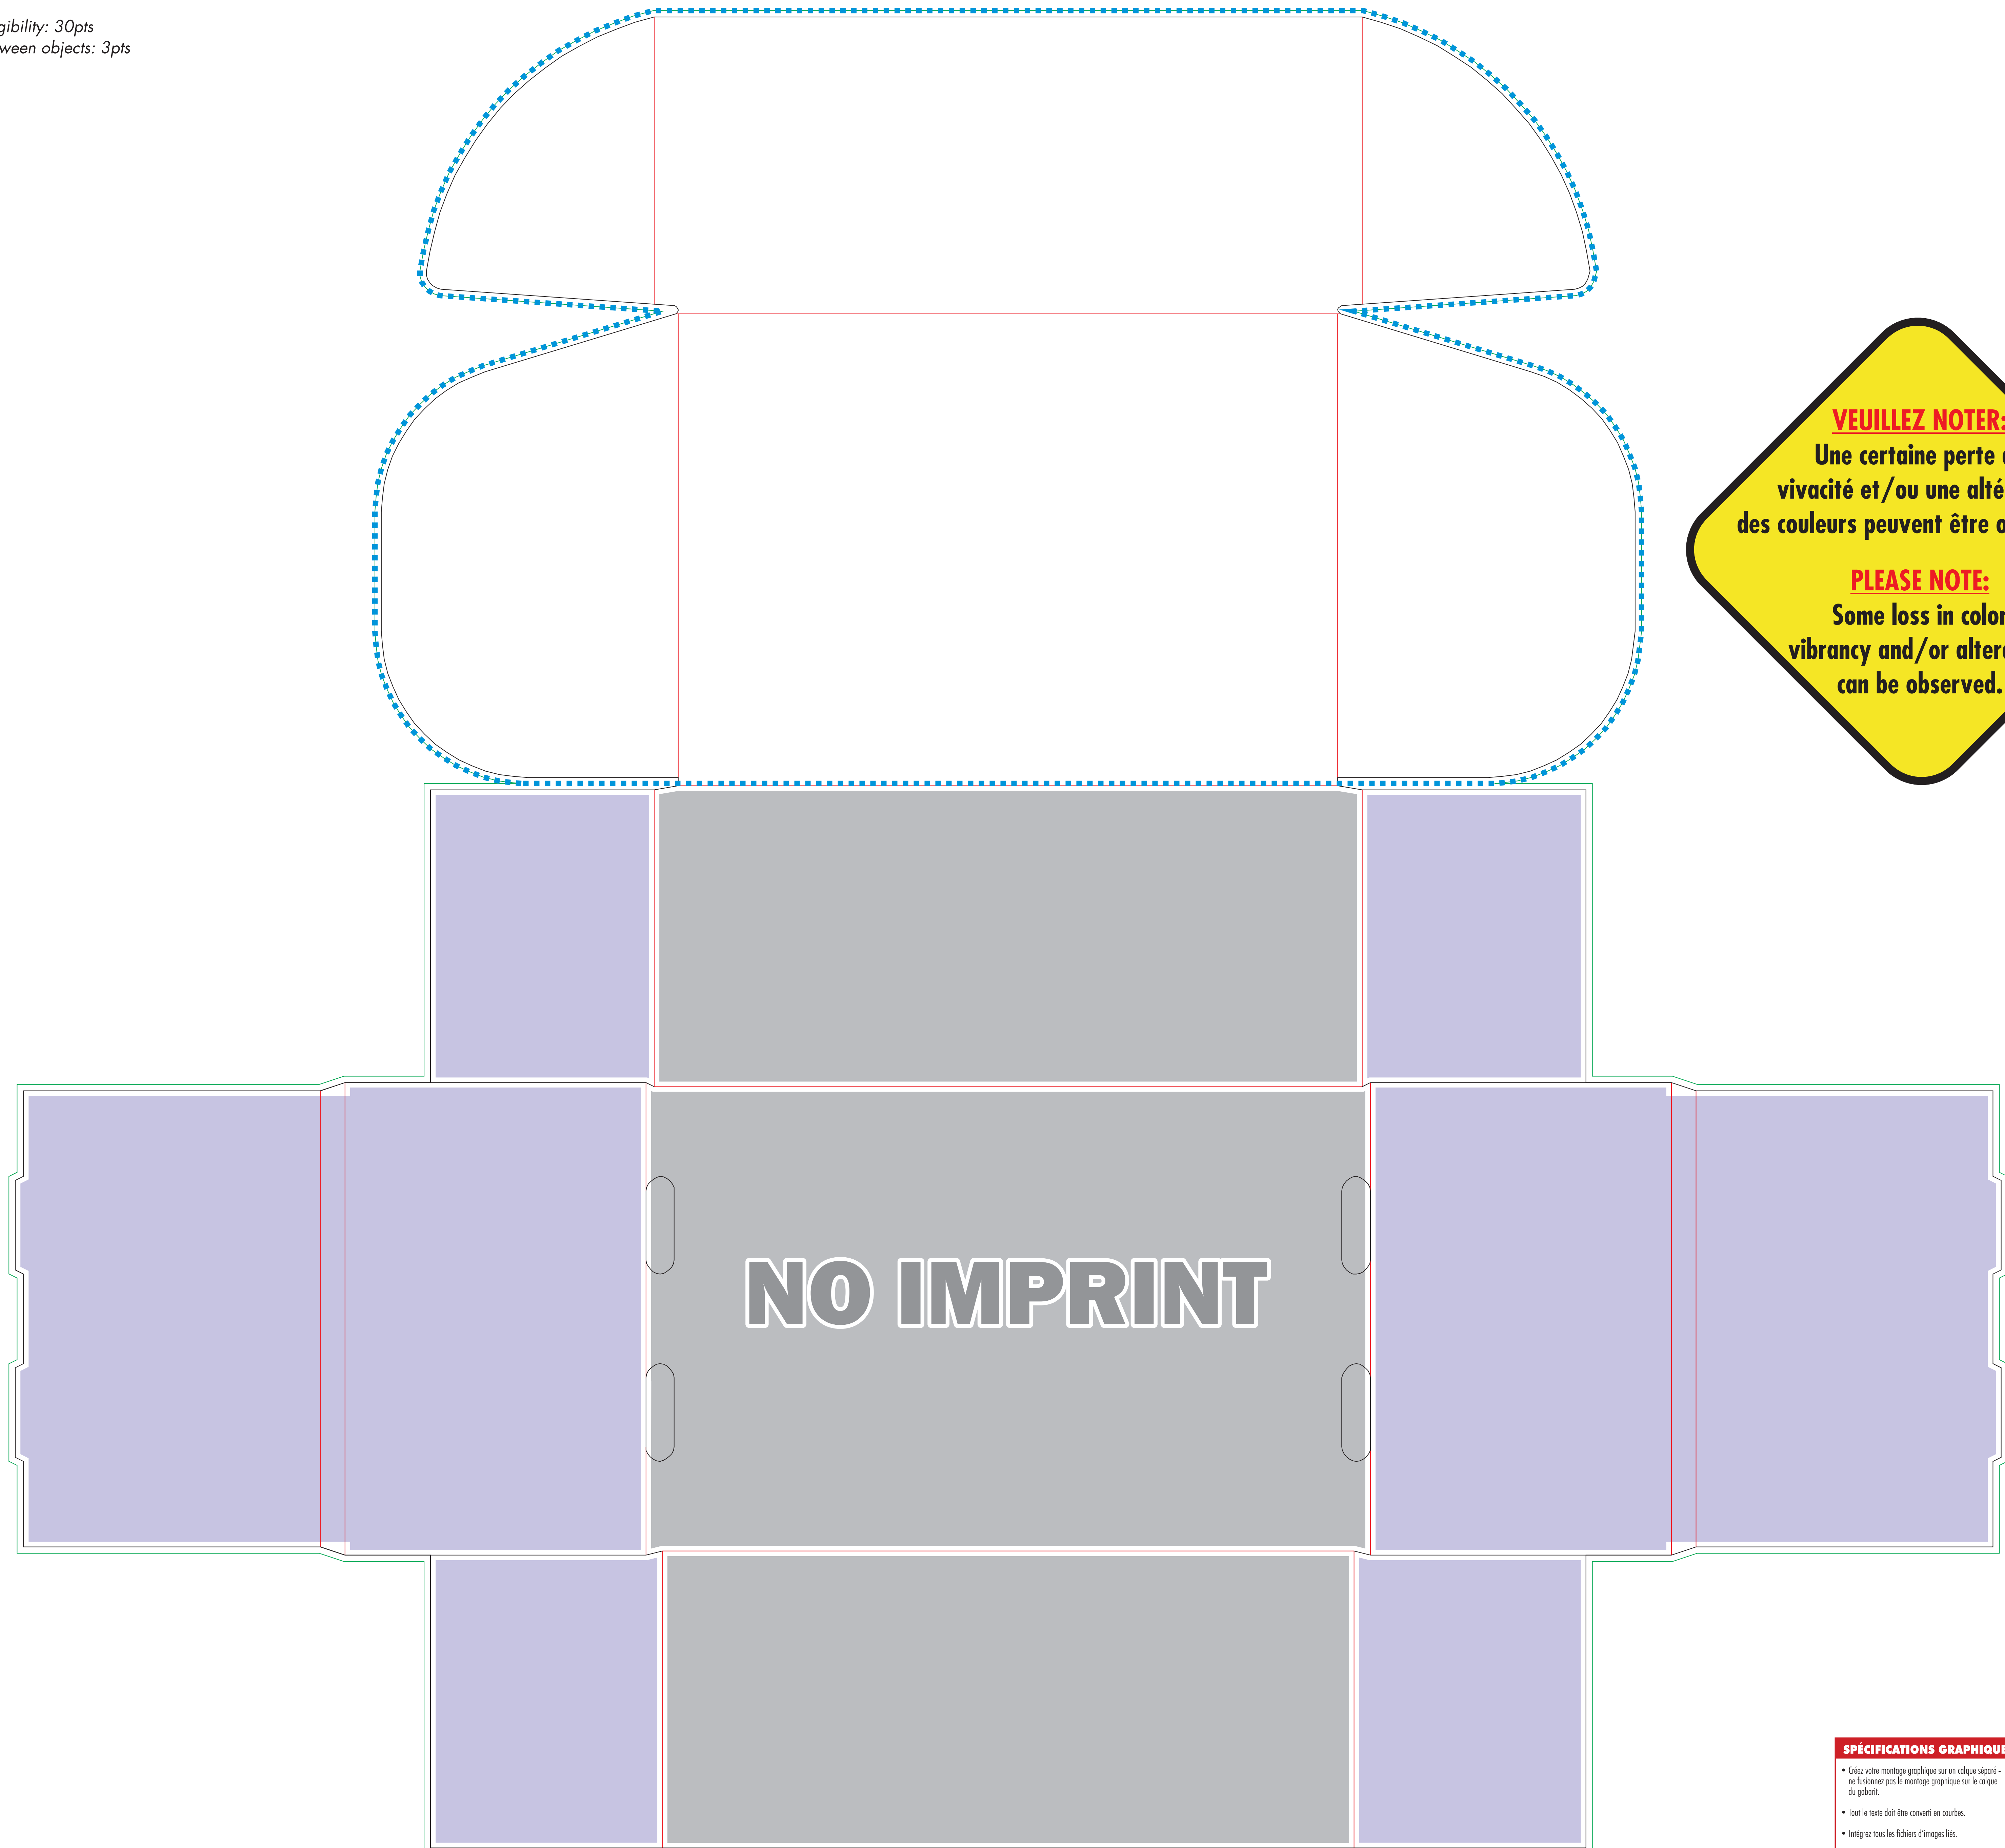 gibility: 30pts
ween objects: 3pts
VEUILLEZ NOTER:
Une certaine perte
vivacité et/ou une alté
des couleurs peuvent être
PLEASE NOTE:
Some loss in color
vibrancy and/or alter
can be observed.
NO IMPRINT
SPÉCIFICATIONS GRAPHIQUE
• Créez votre montage graphique sur un calque séparé -
ne fusionnez pas le montage graphique sur le calque
du gabarit.
• Tout le texte doit être converti en courbes.
• Intégrez tous les fichiers d'images liés.